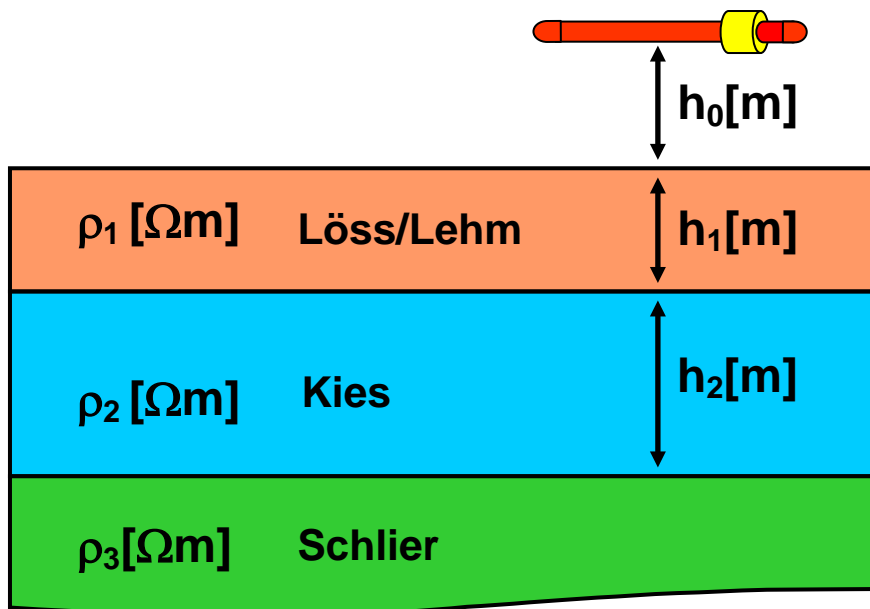 h₀[m]
ρ₁ [Ωm] Löss/Lehm h₁[m]
ρ₂ [Ωm] Kies h₂[m]
ρ₃[Ωm] Schlier